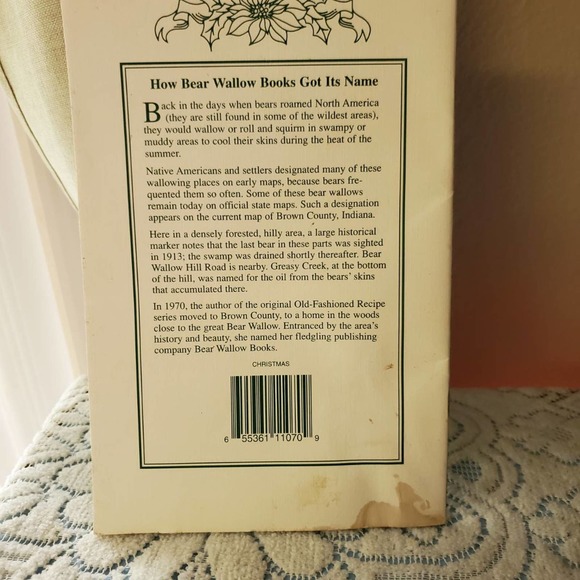 How Bear Wallow Books Got Its Name
Back in the days when bears roamed North America
(they are still found in some of the wildest areas),
they would wallow or roll and squirm in swampy or
muddy areas to cool their skins during the heat of the
summer.
Native Americans and settlers designated many of these
wallowing places on early maps, because bears fre-
quented them so often. Some of these bear wallows
remain today on official state maps. Such a designation
appears on the current map of Brown County, Indiana.
Here in a densely forested, hilly area, a large historical
marker notes that the last bear in these parts was sighted
in 1913; the swamp was drained shortly thereafter. Bear
Wallow Hill Road is nearby. Greasy Creek, at the bottom
of the hill, was named for the oil from the bears' skins
that accumulated there.
In 1970, the author of the original Old-Fashioned Recipe
series moved to Brown County, to a home in the woods
close to the great Bear Wallow. Entranced by the area's
history and beauty, she named her fledgling publishing
company Bear Wallow Books.
CHRISTMAS
6 55361 11070 9